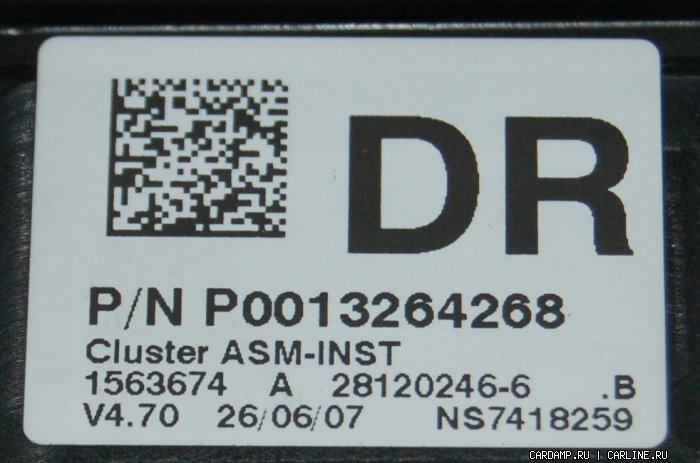 DR
P/N P0013264268
Cluster ASM-INST
1563674 A 28120246-6 .B
V4.70 26/06/07 NS7418259
CARDAMP.RU | CARLINE.RU